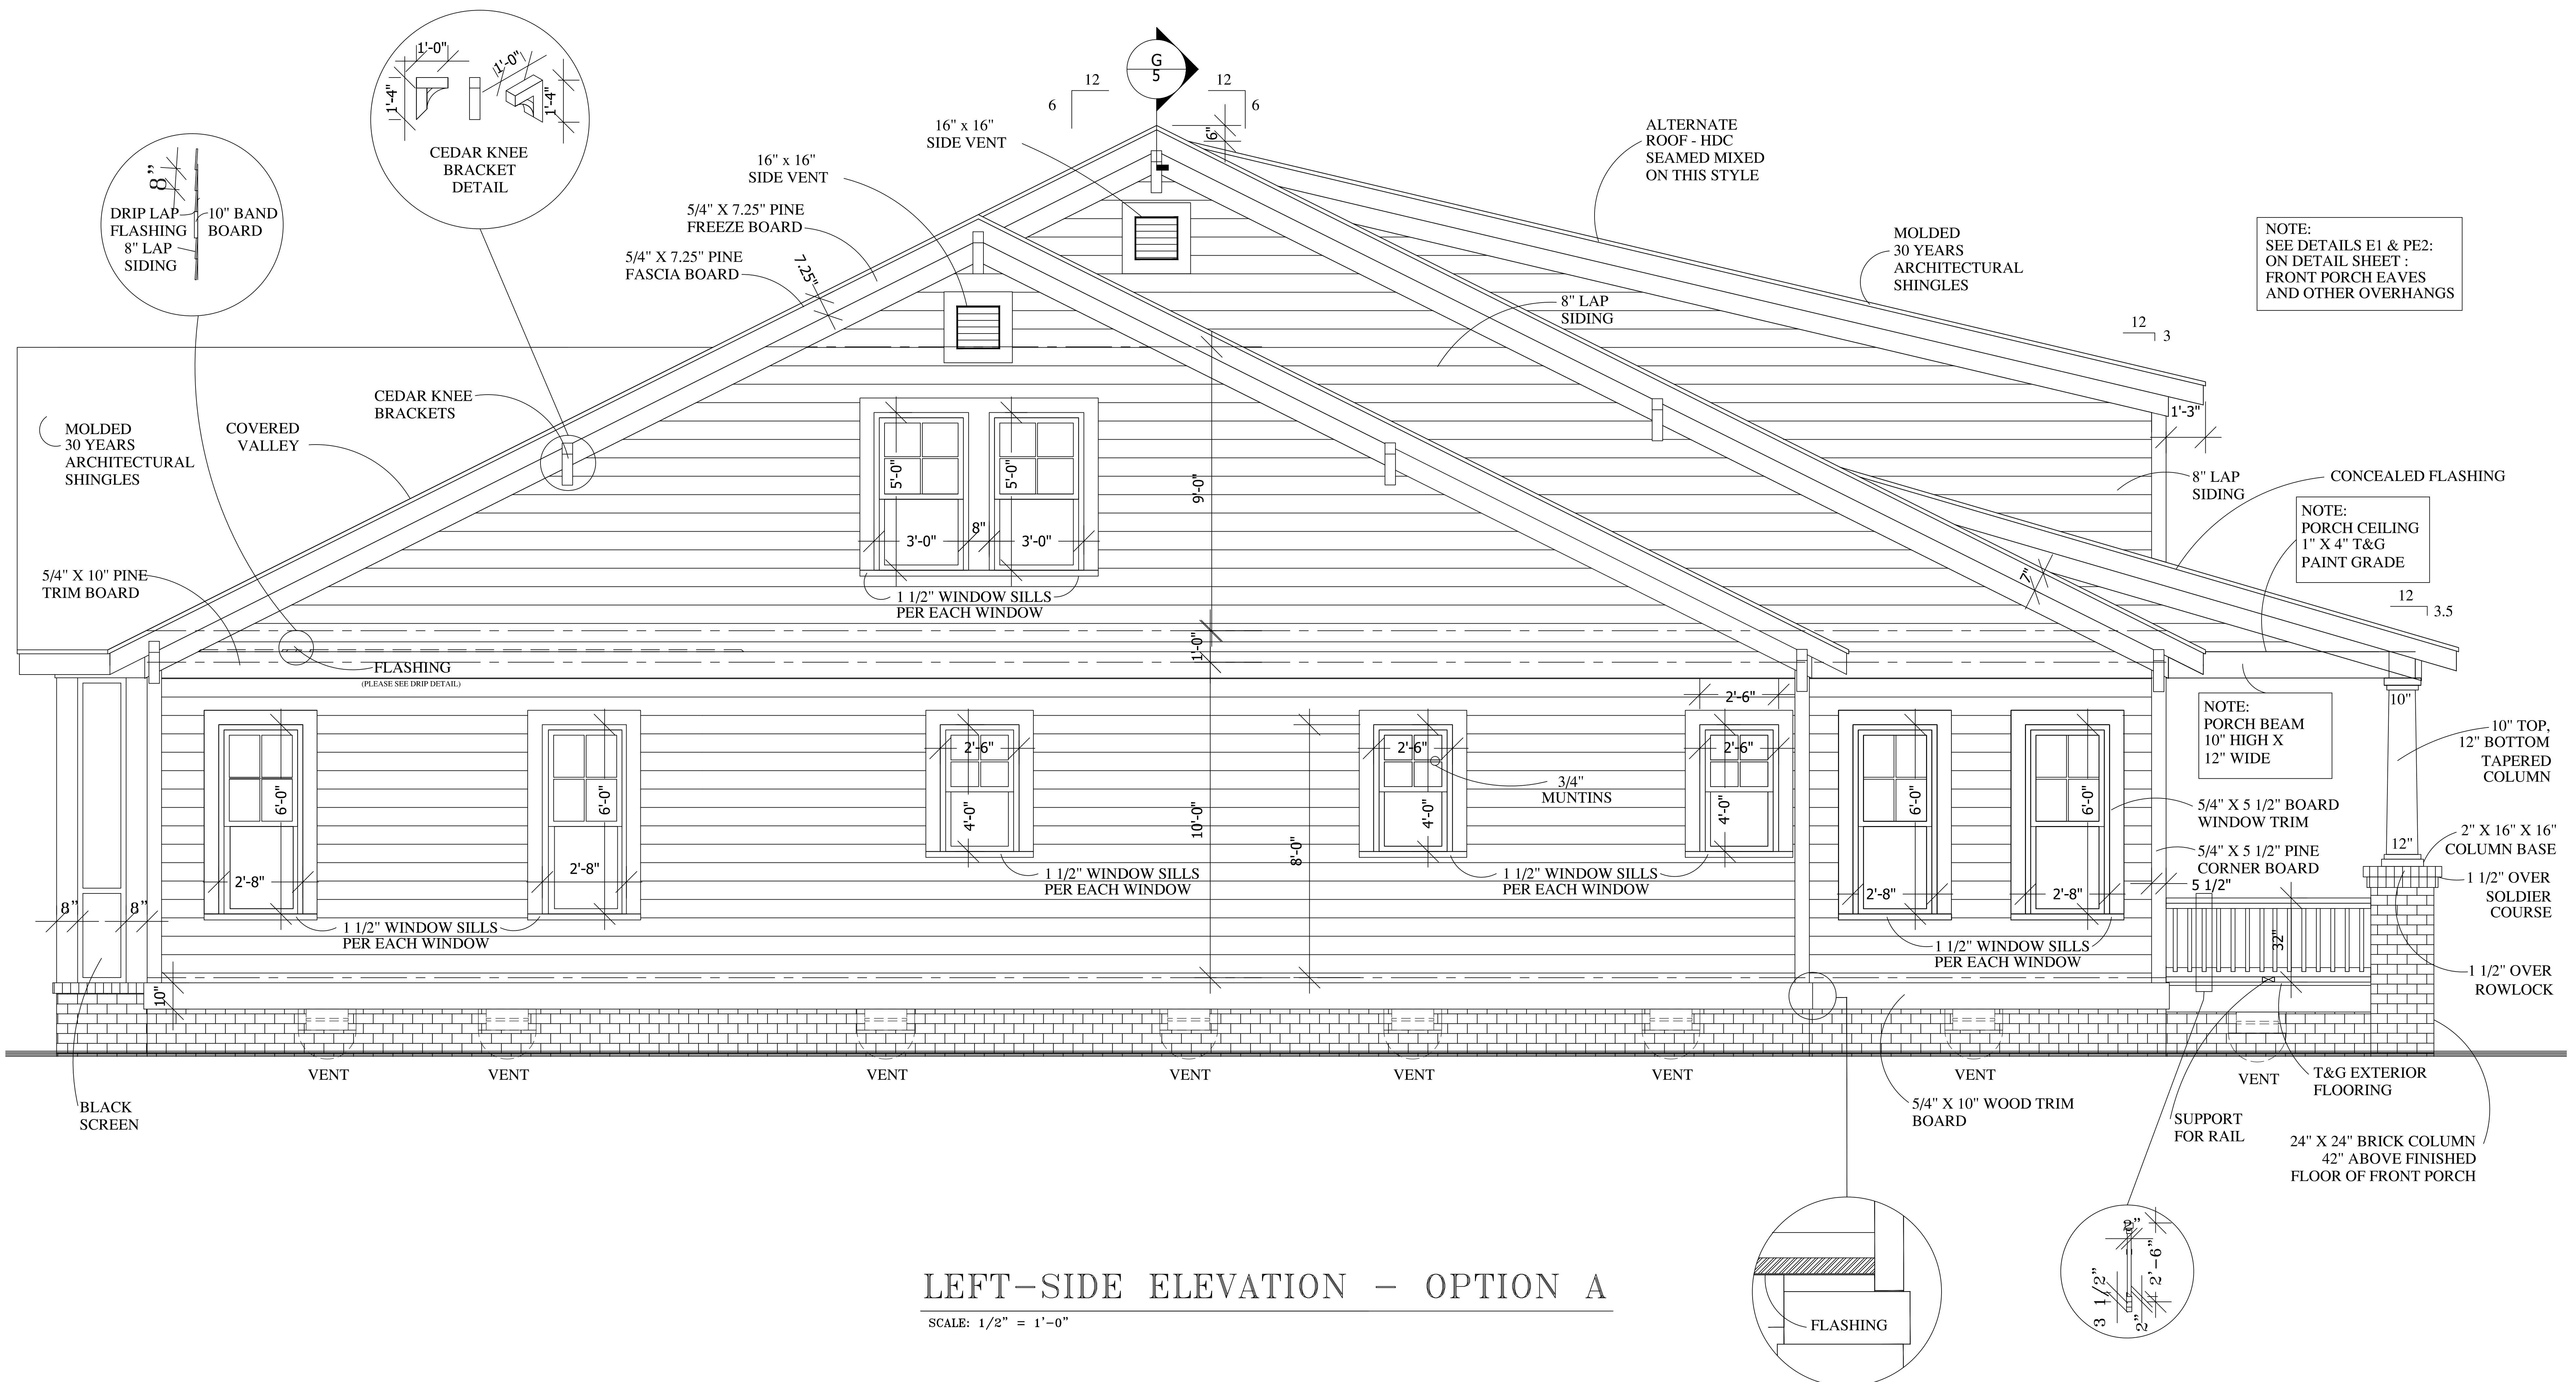 1'-0"
1'-0"
1'-4"
1'-4"
CEDAR KNEE
BRACKET
DETAIL
8"
DRIP LAP
FLASHING
10" BAND
BOARD
8" LAP
SIDING
G
5
12
6
12
6
6"
16" x 16"
SIDE VENT
16" x 16"
SIDE VENT
5/4" X 7.25" PINE
FREEZE BOARD
5/4" X 7.25" PINE
FASCIA BOARD
7.25"
ALTERNATE
ROOF - HDC
SEAMED MIXED
ON THIS STYLE
MOLDED
30 YEARS
ARCHITECTURAL
SHINGLES
NOTE:
SEE DETAILS E1 & PE2:
ON DETAIL SHEET :
FRONT PORCH EAVES
AND OTHER OVERHANGS
8" LAP
SIDING
12
3
CEDAR KNEE
BRACKETS
MOLDED
30 YEARS
ARCHITECTURAL
SHINGLES
COVERED
VALLEY
1'-3"
8" LAP
SIDING
CONCEALED FLASHING
NOTE:
PORCH CEILING
1" X 4" T&G
PAINT GRADE
5'-0"
5'-0"
9'-0"
3'-0"
8"
3'-0"
7"
12
3.5
5/4" X 10" PINE
TRIM BOARD
1 1/2" WINDOW SILLS
PER EACH WINDOW
1'-0"
FLASHING
(PLEASE SEE DRIP DETAIL)
2'-6"
NOTE:
PORCH BEAM
10" HIGH X
12" WIDE
10"
10" TOP,
12" BOTTOM
TAPERED
COLUMN
2'-6"
2'-6"
2'-6"
3/4"
MUNTINS
6'-0"
6'-0"
4'-0"
10'-0"
8'-0"
4'-0"
4'-0"
6'-0"
6'-0"
5/4" X 5 1/2" BOARD
WINDOW TRIM
12"
2" X 16" X 16"
COLUMN BASE
5/4" X 5 1/2" PINE
CORNER BOARD
5 1/2"
1 1/2" OVER
SOLDIER
COURSE
2'-8"
2'-8"
1 1/2" WINDOW SILLS
PER EACH WINDOW
1 1/2" WINDOW SILLS
PER EACH WINDOW
2'-8"
2'-8"
8"
8"
1 1/2" WINDOW SILLS
PER EACH WINDOW
1 1/2" WINDOW SILLS
PER EACH WINDOW
32"
1 1/2" OVER
ROWLOCK
10"
VENT
VENT
VENT
VENT
VENT
VENT
VENT
VENT
T&G EXTERIOR
FLOORING
BLACK
SCREEN
5/4" X 10" WOOD TRIM
BOARD
SUPPORT
FOR RAIL
24" X 24" BRICK COLUMN
42" ABOVE FINISHED
FLOOR OF FRONT PORCH
FLASHING
2"
2'-6"
3 1/2"
2"
LEFT-SIDE ELEVATION - OPTION A
SCALE: 1/2" = 1'-0"